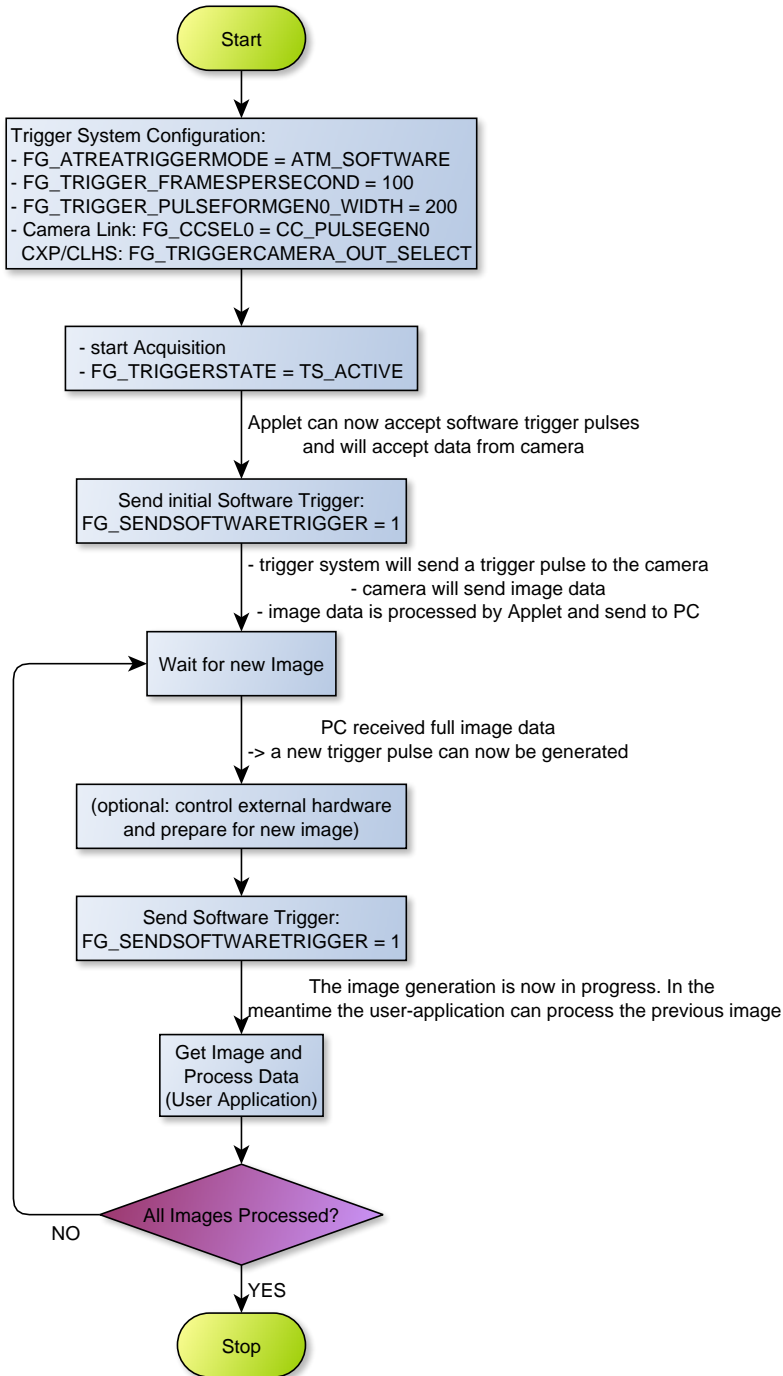 Start
Trigger System Configuration:
- FG_ATREATRIGGERMODE = ATM_SOFTWARE
- FG_TRIGGER_FRAMESPERSECOND = 100
- FG_TRIGGER_PULSEFORMGEN0_WIDTH = 200
- Camera Link: FG_CCSEL0 = CC_PULSEGEN0
CXP/CLHS: FG_TRIGGERCAMERA_OUT_SELECT
- start Acquisition
- FG_TRIGGERSTATE = TS_ACTIVE
Applet can now accept software trigger pulses
and will accept data from camera
Send initial Software Trigger:
FG_SENDSOFTWARETRIGGER = 1
- trigger system will send a trigger pulse to the camera
- camera will send image data
- image data is processed by Applet and send to PC
Wait for new Image
PC received full image data
-> a new trigger pulse can now be generated
(optional: control external hardware
and prepare for new image)
Send Software Trigger:
FG_SENDSOFTWARETRIGGER = 1
The image generation is now in progress. In the
meantime the user-application can process the previous image
Get Image and
Process Data
(User Application)
All Images Processed?
NO
YES
Stop